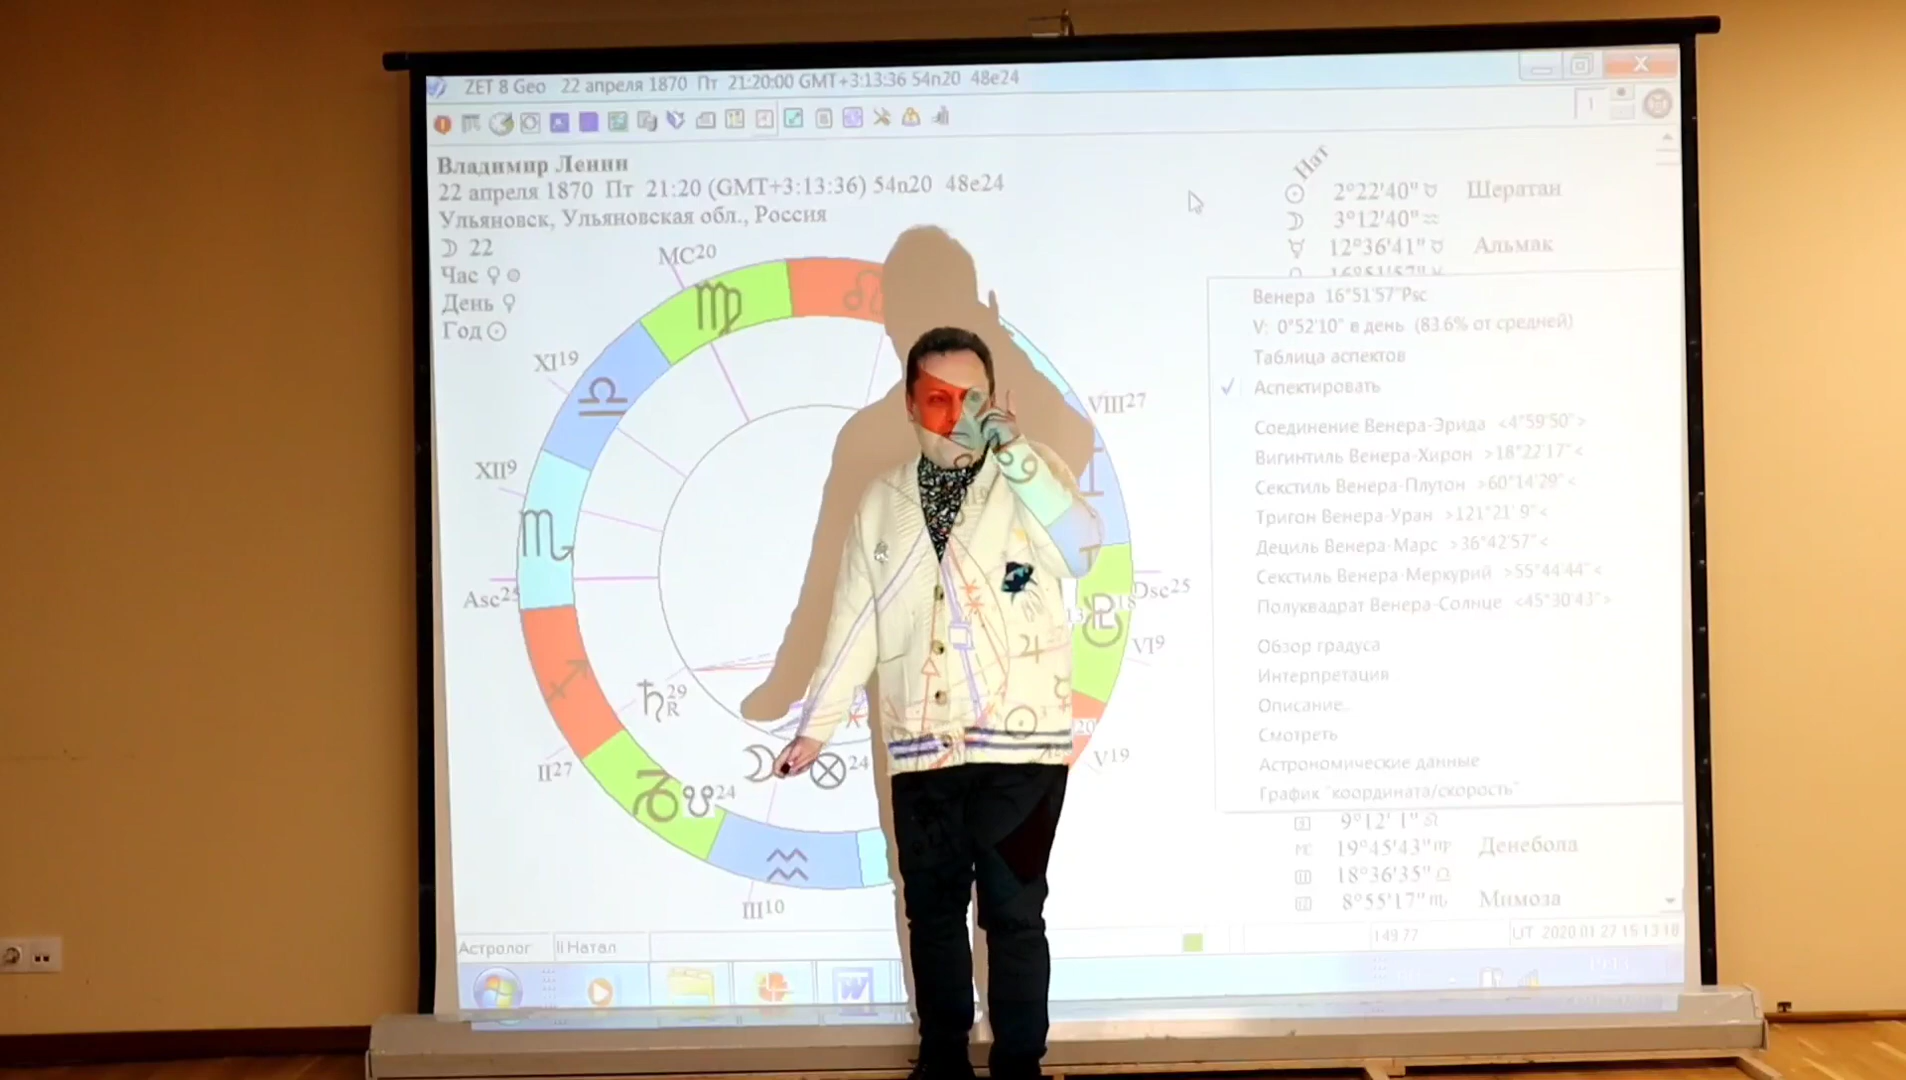 ZET 8 Geo 22 апреля 1870 Пт 21:20:00 GMT+3:13:36 54n20 48e24
1
Владимир Ленин
22 апреля 1870 Пт 21:20 (GMT+3:13:36) 54n20 48e24
Ульяновск, Ульяновская обл., Россия
☽ 22
Час ♀
День ♀
Год ☉
MC20
XI19
XII9
Asc25
II27
III10
V19
VI9
Dsc25
VIII27
♄29
R
24
24
13
18
20
Нат
☉ 2°22'40"♉ Шератан
☽ 3°12'40"♒
☿ 12°36'41"♉ Альмак
Венера 16°51'57"Psc
V: 0°52'10" в день (83.6% от средней)
Таблица аспектов
✓ Аспектировать
Соединение Венера-Эрида <4°59'50">
Вигинтиль Венера-Хирон >18°22'17"<
Секстиль Венера-Плутон >60°14'29"<
Тригон Венера-Уран >121°21' 9"<
Дециль Венера-Марс >36°42'57"<
Секстиль Венера-Меркурий >55°44'44"<
Полуквадрат Венера-Солнце <45°30'43">
Обзор градуса
Интерпретация
Описание..
Смотреть
Астрономические данные
График "координата/скорость"
9°12' 1"♌
MC 19°45'43"♍ Денебола
18°36'35"♎
8°55'17"♏ Мимоза
Астролог
Натал
149 77
UT 2020 01 27 15 13 18
W